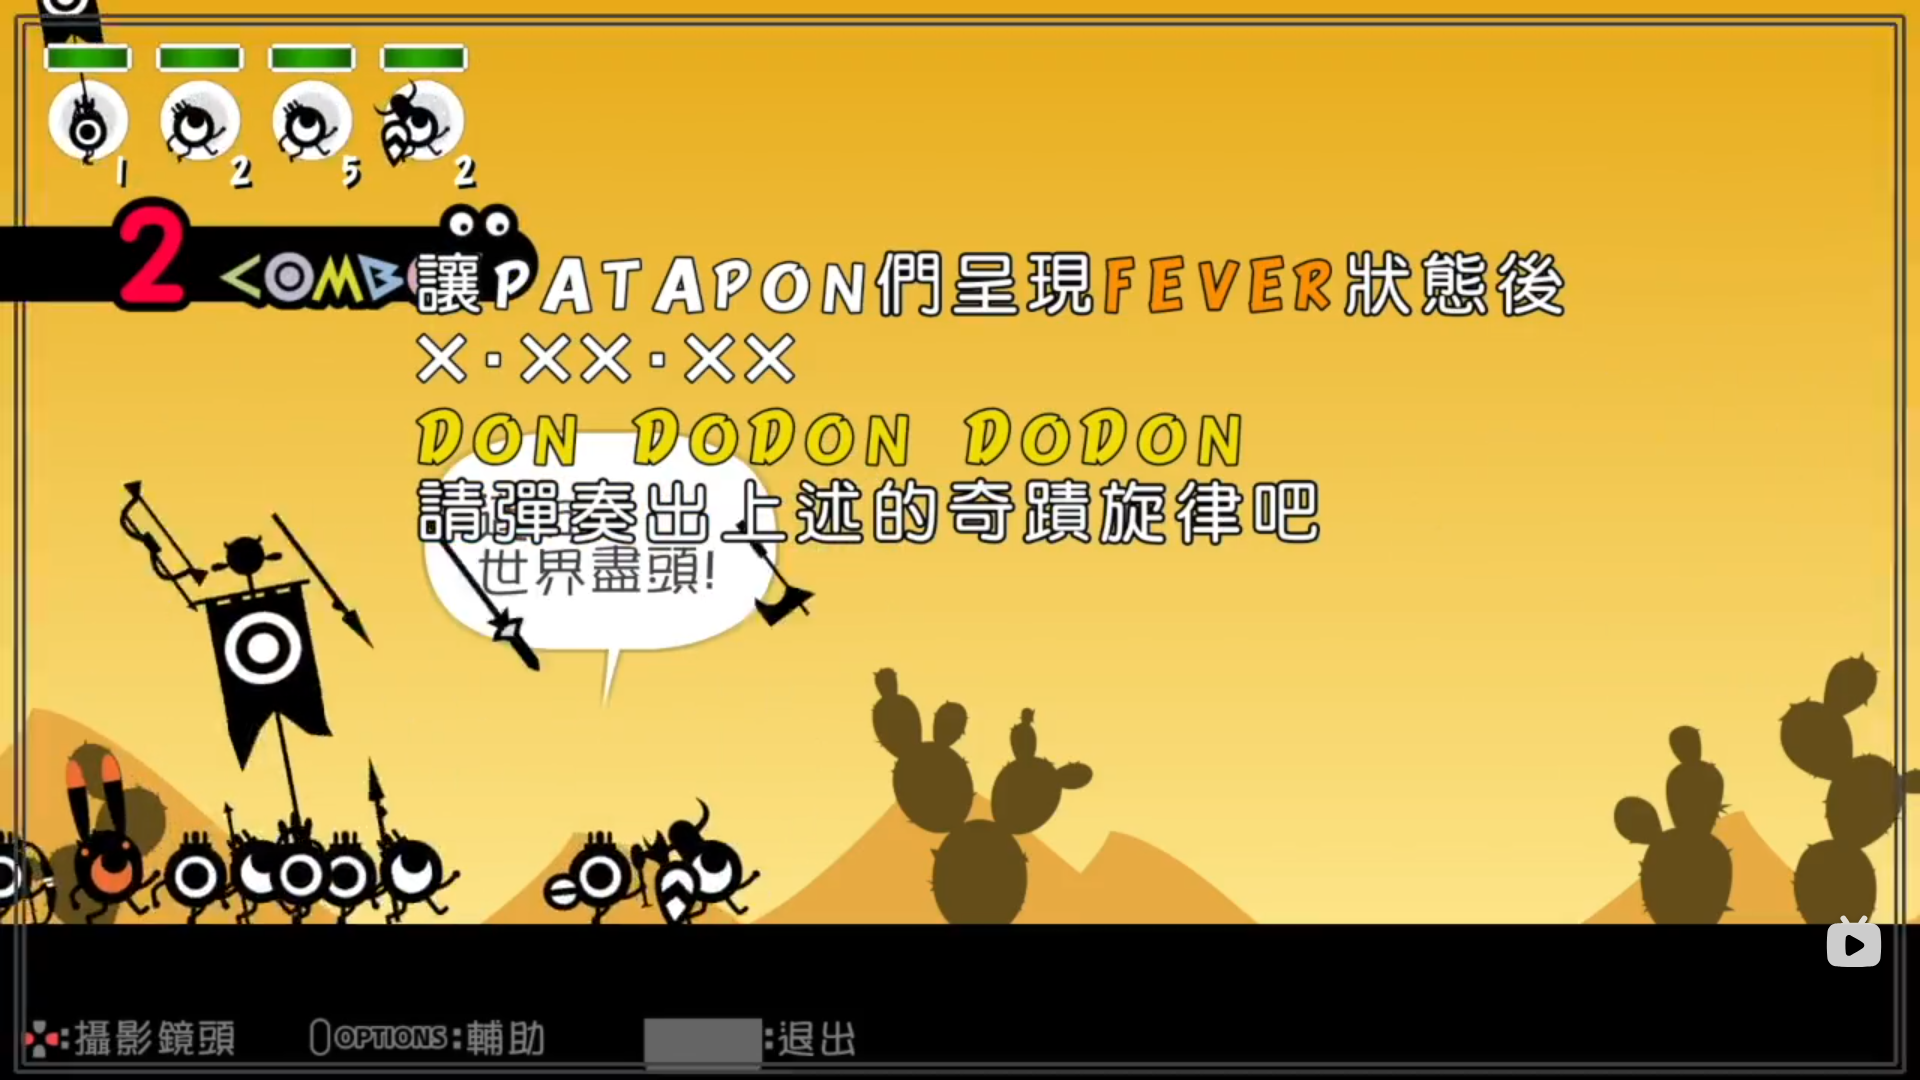 1 2 5 2
2 COMBO
讓PATAPON們呈現FEVER狀態後
×·××·××
DON DODON DODON
請彈奏出上述的奇蹟旋律吧
世界盡頭!
:攝影鏡頭 OPTIONS:輔助 :退出